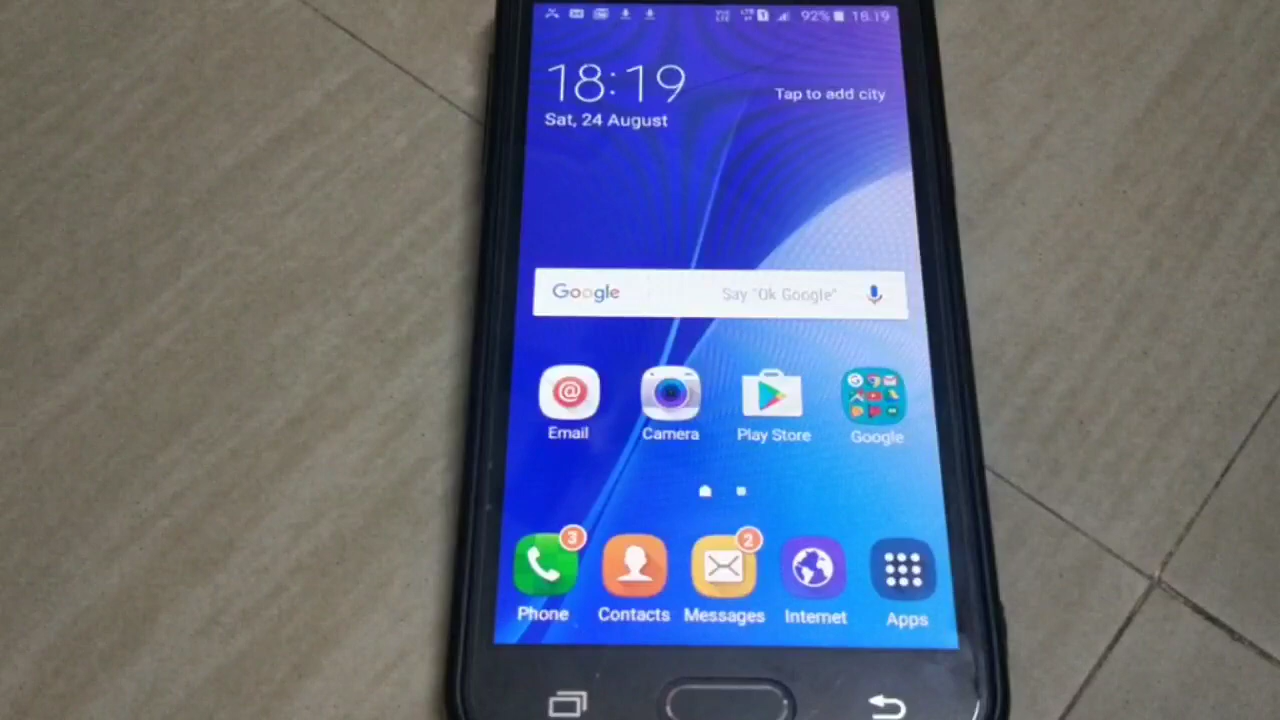 92% 18.19
18:19
Tap to add city
Sat, 24 August
Google Say "Ok Google"
Email Camera Play Store Google
3 2
Phone Contacts Messages Internet Apps